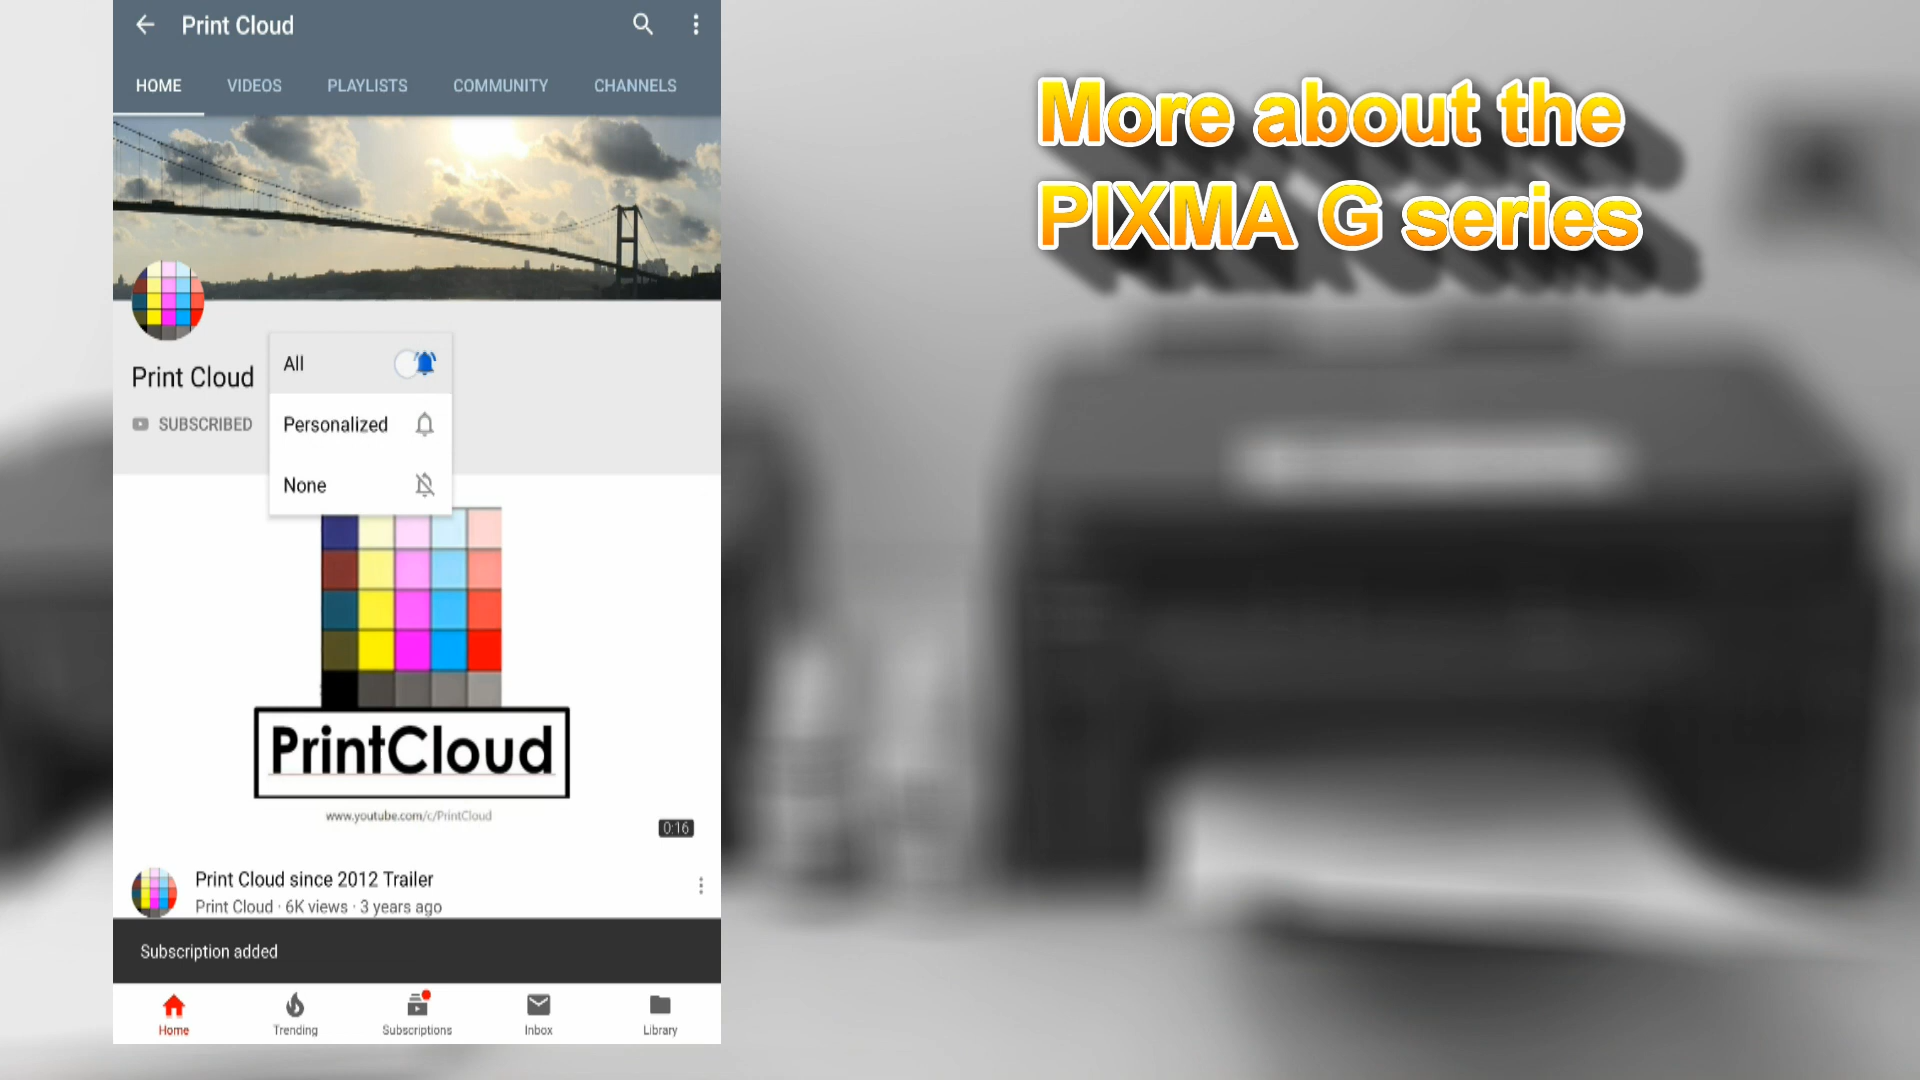 Print Cloud
HOME VIDEOS PLAYLISTS COMMUNITY CHANNELS
Print Cloud
SUBSCRIBED
All
Personalized
None
PrintCloud
www.youtube.com/c/PrintCloud
0:16
Print Cloud since 2012 Trailer
Print Cloud · 6K views · 3 years ago
Subscription added
Home Trending Subscriptions Inbox Library
More about the
PIXMA G series